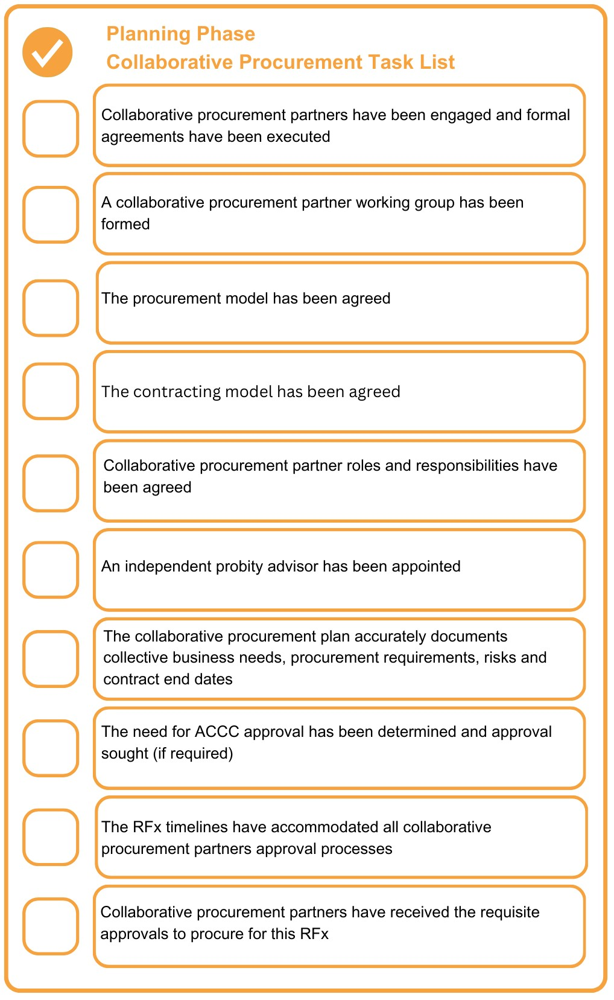 Planning Phase
Collaborative Procurement Task List
Collaborative procurement partners have been engaged and formal
agreements have been executed
A collaborative procurement partner working group has been
formed
The procurement model has been agreed
The contracting model has been agreed
Collaborative procurement partner roles and responsibilities have
been agreed
An independent probity advisor has been appointed
The collaborative procurement plan accurately documents
collective business needs, procurement requirements, risks and
contract end dates
The need for ACCC approval has been determined and approval
sought (if required)
The RFx timelines have accommodated all collaborative
procurement partners approval processes
Collaborative procurement partners have received the requisite
approvals to procure for this RFx